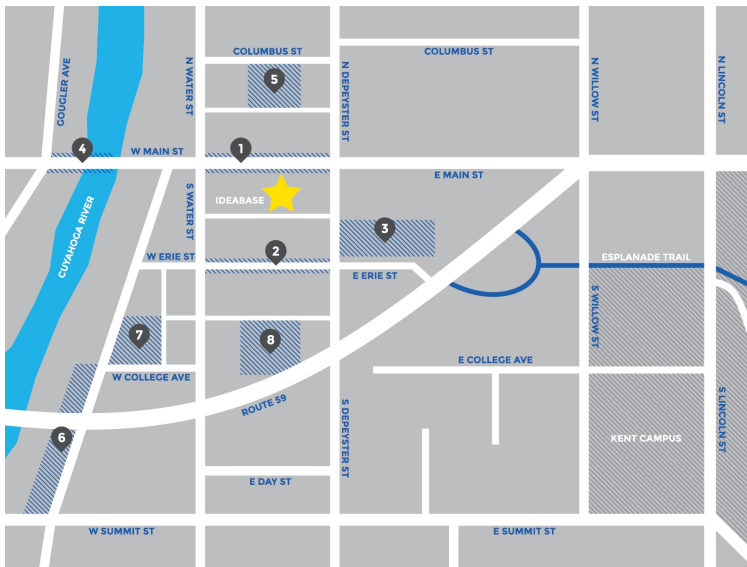 COLUMBUS ST
COLUMBUS ST
GOUGLER AVE
N WATER ST
5
N DEPEYSTER ST
N WILLOW ST
N LINCOLN ST
4
W MAIN ST
1
E MAIN ST
CUYAHOGA RIVER
S WATER ST
IDEABASE
3
W ERIE ST
2
E ERIE ST
ESPLANADE TRAIL
S WILLOW ST
7
8
W COLLEGE AVE
E COLLEGE AVE
ROUTE 59
S DEPEYSTER ST
S LINCOLN ST
6
KENT CAMPUS
E DAY ST
W SUMMIT ST
E SUMMIT ST